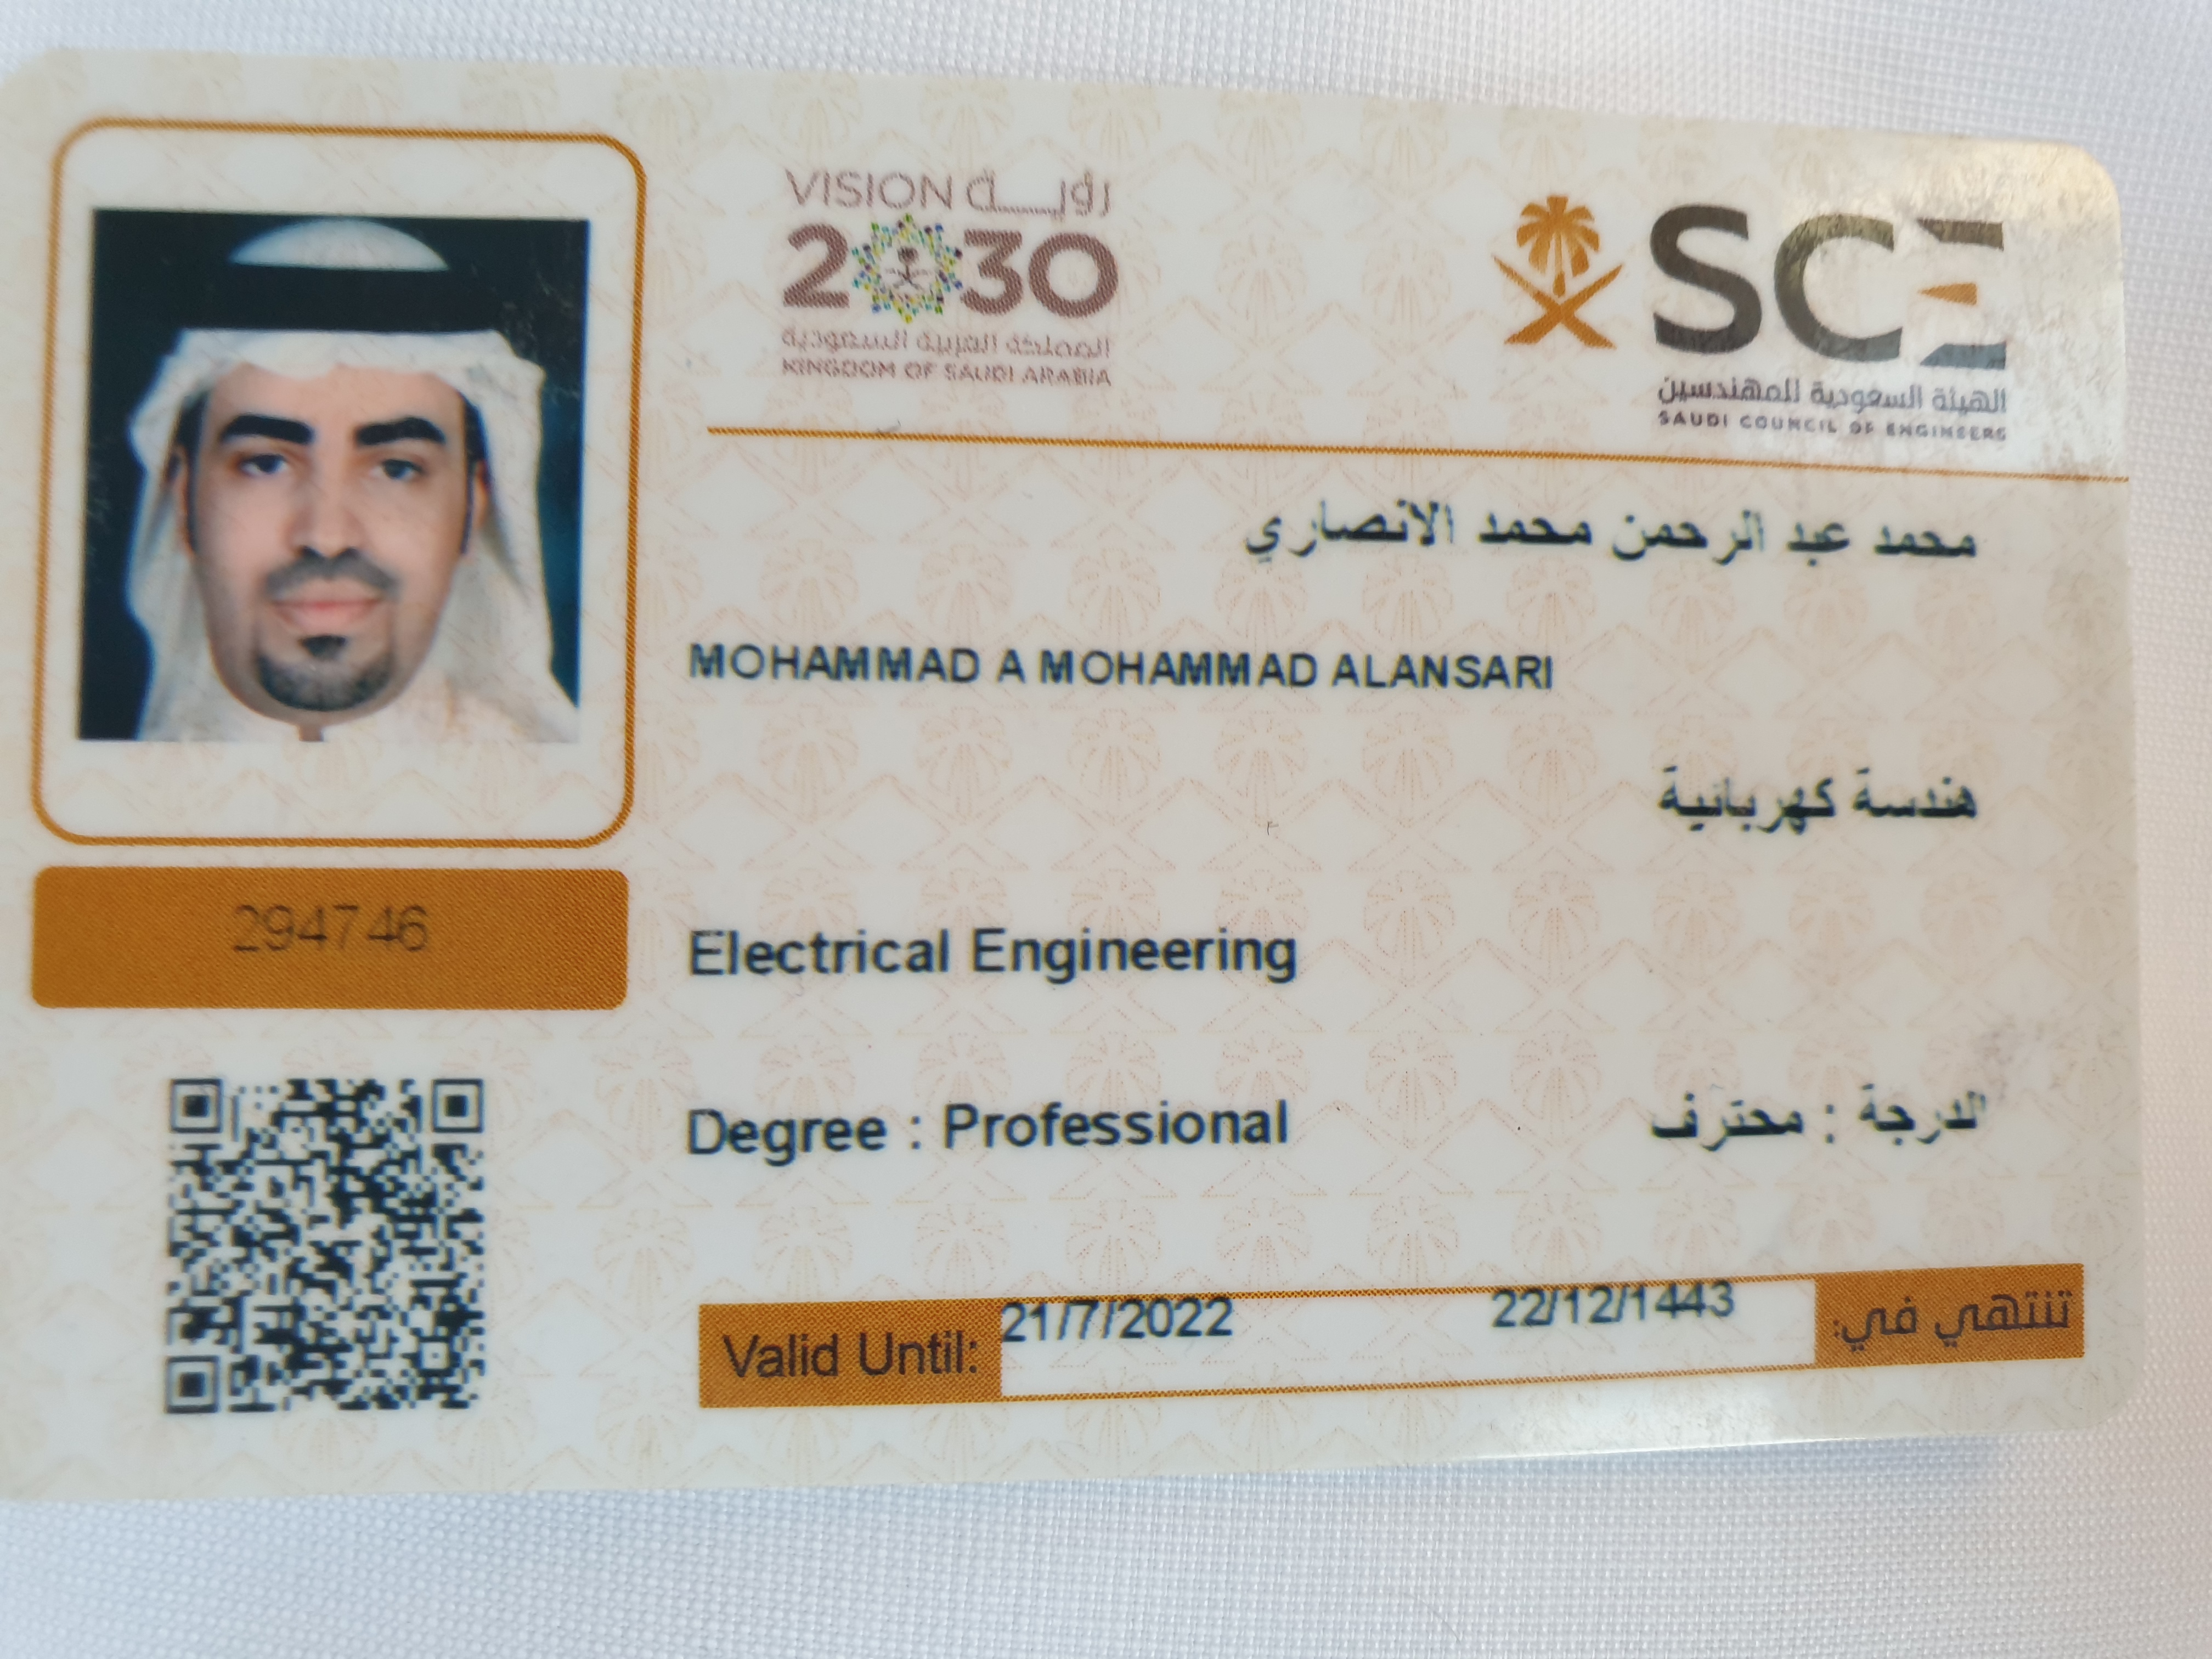 VISION رؤيـــة
2030
المملكة العربية السعودية
KINGDOM OF SAUDI ARABIA
SCE
الهيئة السعودية للمهندسين
SAUDI COUNCIL OF ENGINEERS
محمد عبد الرحمن محمد الانصاري
MOHAMMAD A MOHAMMAD ALANSARI
هندسة كهربائية
294746
Electrical Engineering
Degree : Professional
الدرجة : محترف
Valid Until: 21/7/2022 22/12/1443 تنتهي في: